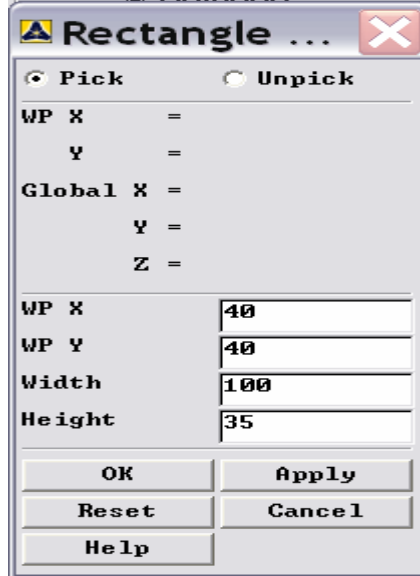 Rectangle ...
Pick Unpick
WP X =
Y =
Global X =
Y =
Z =
WP X 40
WP Y 40
Width 100
Height 35
OK Apply
Reset Cancel
Help